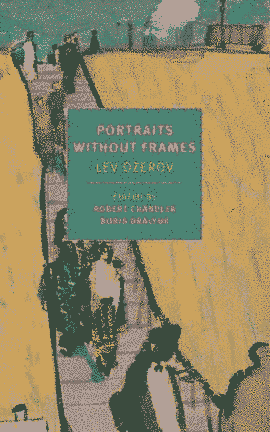 PORTRAITS
WITHOUT FRAMES
LEV OZEROV
EDITED BY
ROBERT CHANDLER
BORIS DRALYUK